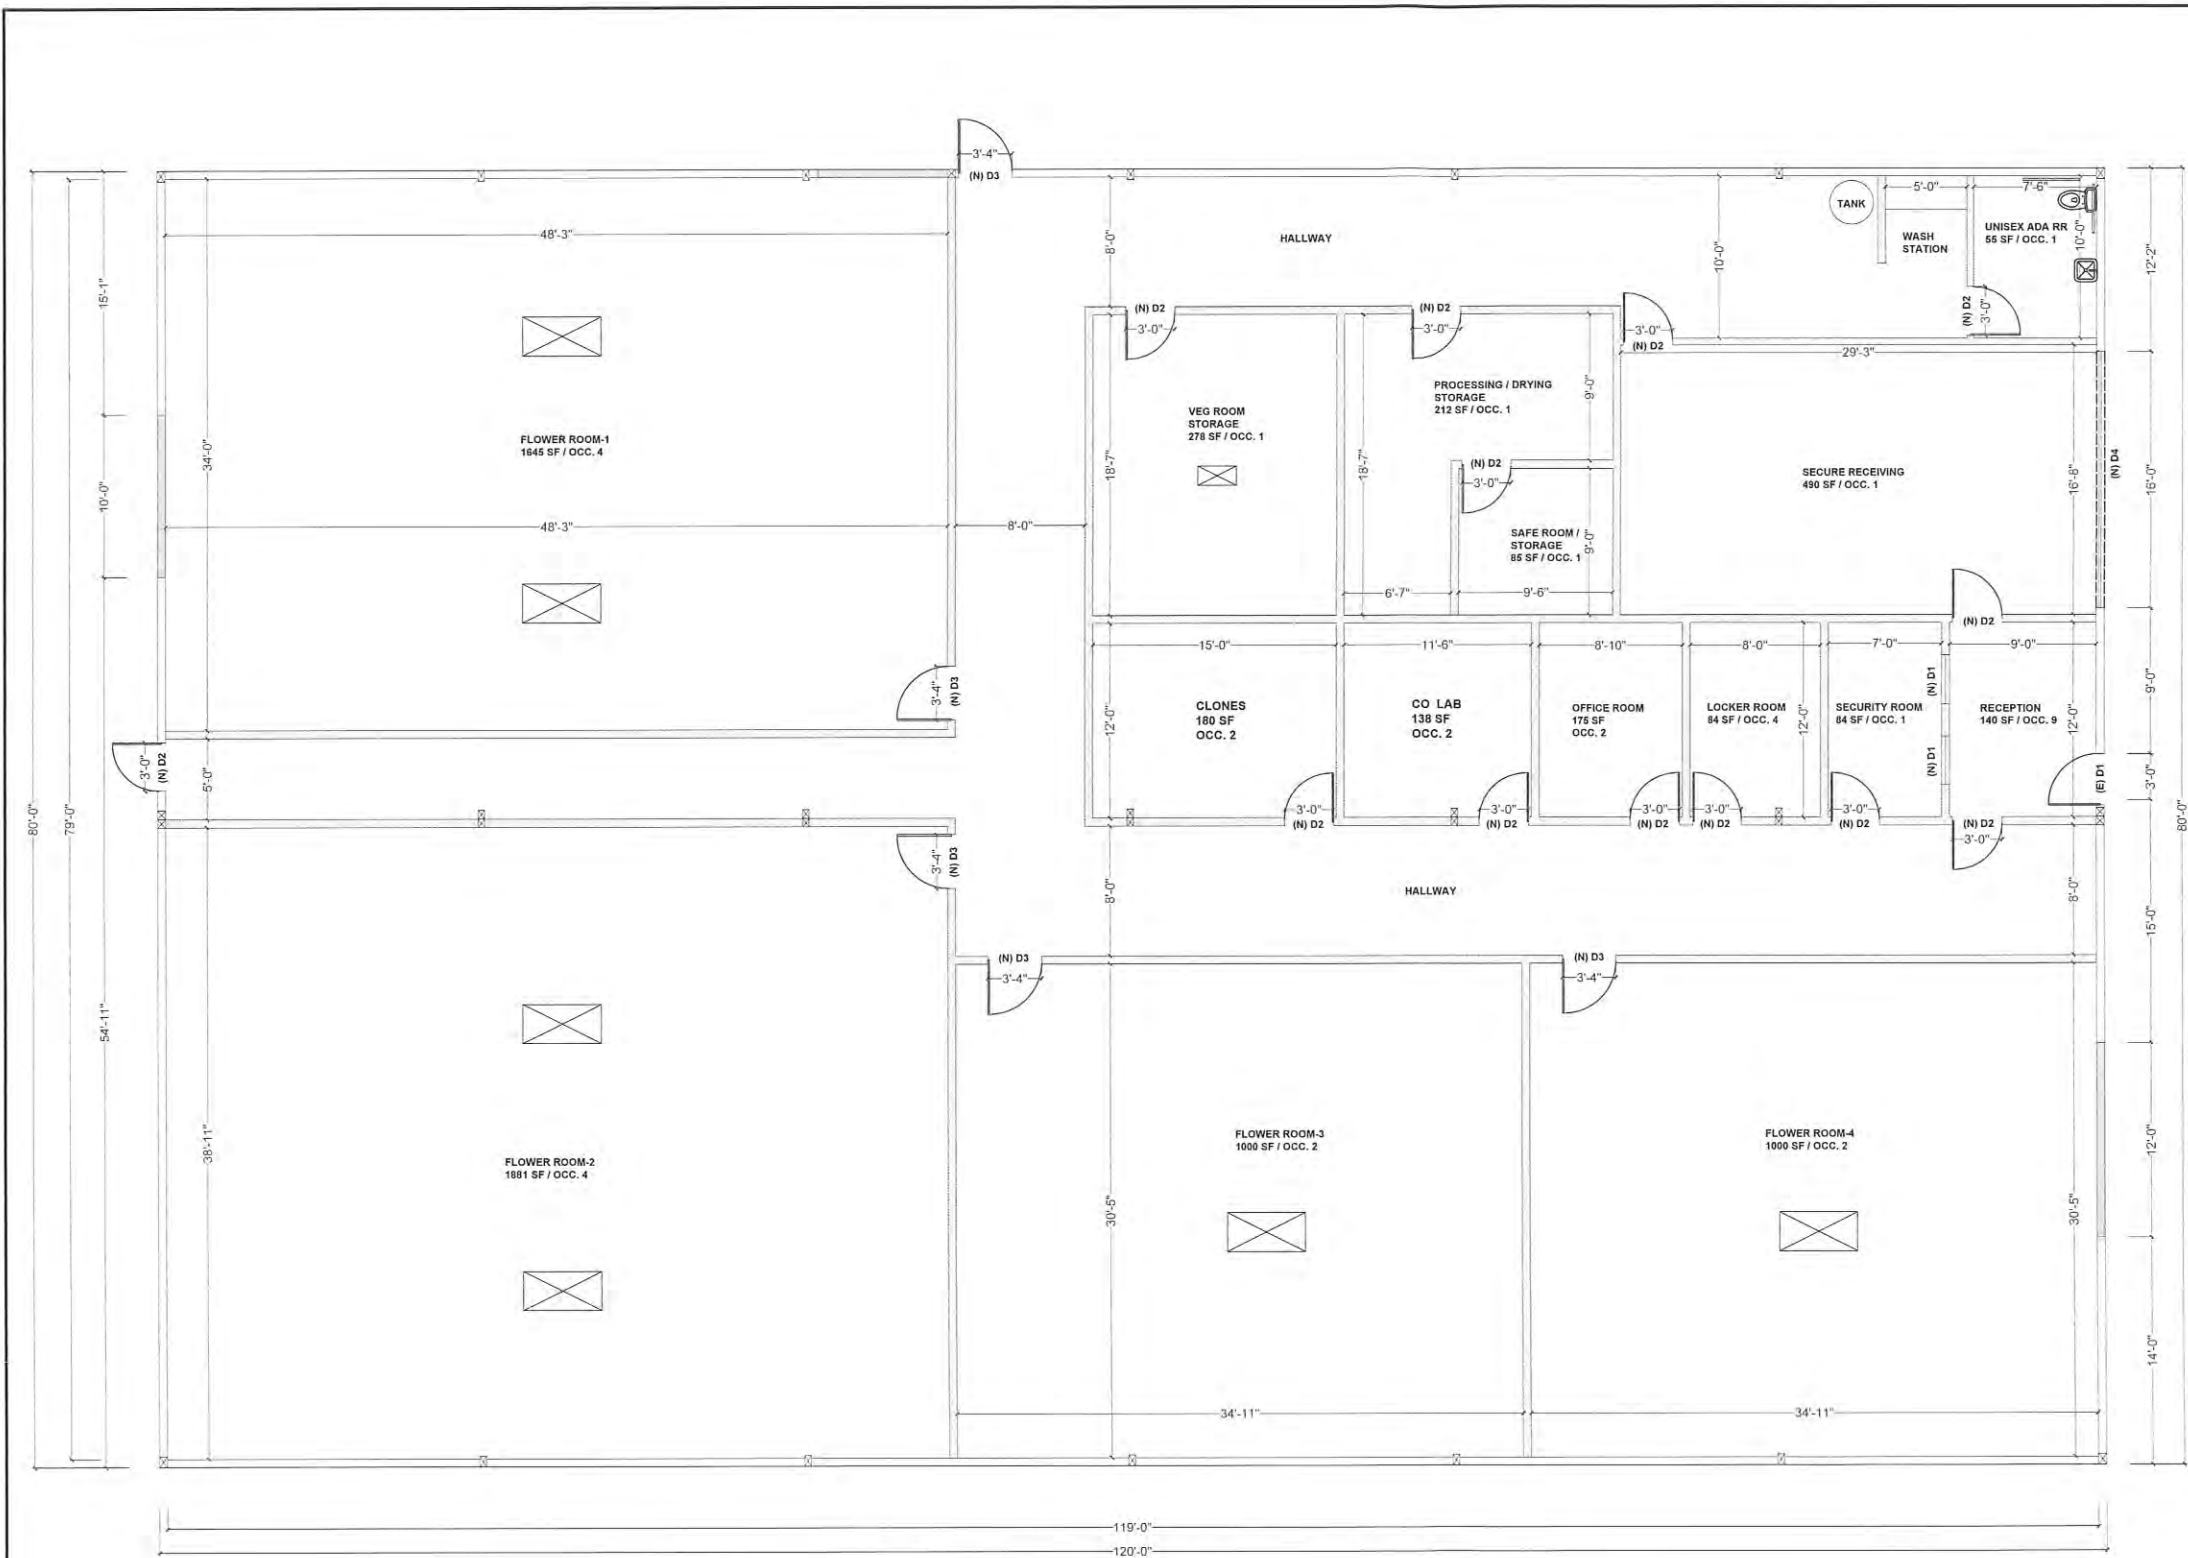 3'-4"
(N) D3
48'-3"
15'-1"
34'-0"
10'-0"
FLOWER ROOM-1
1645 SF / OCC. 4
48'-3"
8'-0"
3'-4"
(N) D3
8'-0"
HALLWAY
10'-0"
TANK
5'-0"
WASH
STATION
7'-6"
UNISEX ADA RR
55 SF / OCC. 1
10'-0"
(N) D2
3'-0"
12'-2"
(N) D2
3'-0"
VEG ROOM
STORAGE
278 SF / OCC. 1
18'-7"
(N) D2
3'-0"
PROCESSING / DRYING
STORAGE
212 SF / OCC. 1
9'-0"
18'-7"
(N) D2
3'-0"
SAFE ROOM /
STORAGE
85 SF / OCC. 1
9'-0"
6'-7"
9'-6"
3'-0"
(N) D2
29'-3"
SECURE RECEIVING
490 SF / OCC. 1
16'-8"
(N) D4
16'-0"
(N) D2
15'-0"
CLONES
180 SF
OCC. 2
12'-0"
3'-0"
(N) D2
11'-6"
CO LAB
138 SF
OCC. 2
3'-0"
(N) D2
8'-10"
OFFICE ROOM
175 SF
OCC. 2
3'-0"
(N) D2
8'-0"
LOCKER ROOM
84 SF / OCC. 4
12'-0"
3'-0"
(N) D2
7'-0"
SECURITY ROOM
84 SF / OCC. 1
3'-0"
(N) D2
(N) D1
(N) D1
9'-0"
RECEPTION
140 SF / OCC. 9
12'-0"
9'-0"
3'-0"
(E) D1
(N) D2
3'-0"
80'-0"
3'-0"
(N) D2
5'-0"
80'-0"
79'-0"
54'-11"
3'-4"
(N) D3
8'-0"
HALLWAY
8'-0"
15'-0"
(N) D3
3'-4"
(N) D3
3'-4"
38'-11"
FLOWER ROOM-2
1881 SF / OCC. 4
FLOWER ROOM-3
1000 SF / OCC. 2
30'-5"
34'-11"
FLOWER ROOM-4
1000 SF / OCC. 2
30'-5"
34'-11"
12'-0"
14'-0"
119'-0"
120'-0"